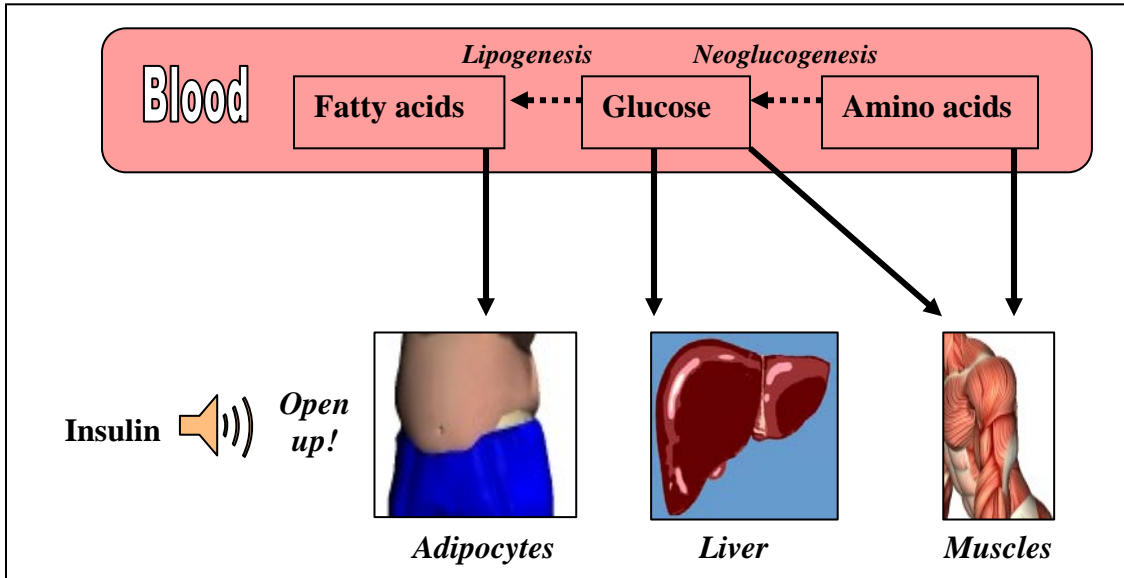 Blood
Lipogenesis
Neoglucogenesis
Fatty acids
Glucose
Amino acids
Insulin
Open
up!
Adipocytes
Liver
Muscles